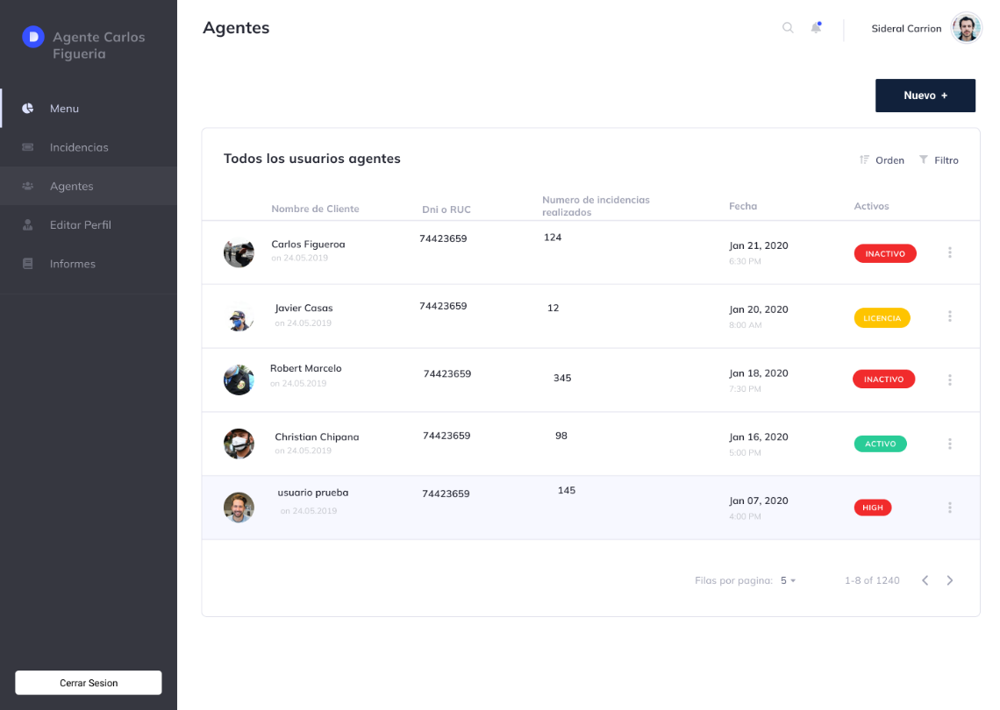 Agente Carlos
Figueria
Menu
Incidencias
Agentes
Editar Perfil
Informes
Cerrar Sesion
Agentes
Sideral Carrion
Nuevo +
Todos los usuarios agentes
Orden
Filtro
Nombre de Cliente
Dni o RUC
Numero de incidencias
realizados
Fecha
Activos
Carlos Figueroa
on 24.05.2019
74423659
124
Jan 21, 2020
6:30 PM
INACTIVO
Javier Casas
on 24.05.2019
74423659
12
Jan 20, 2020
8:00 AM
LICENCIA
Robert Marcelo
on 24.05.2019
74423659
345
Jan 18, 2020
7:30 PM
INACTIVO
Christian Chipana
on 24.05.2019
74423659
98
Jan 16, 2020
5:00 PM
ACTIVO
usuario prueba
on 24.05.2019
74423659
145
Jan 07, 2020
4:00 PM
HIGH
Filas por pagina: 5
1-8 of 1240